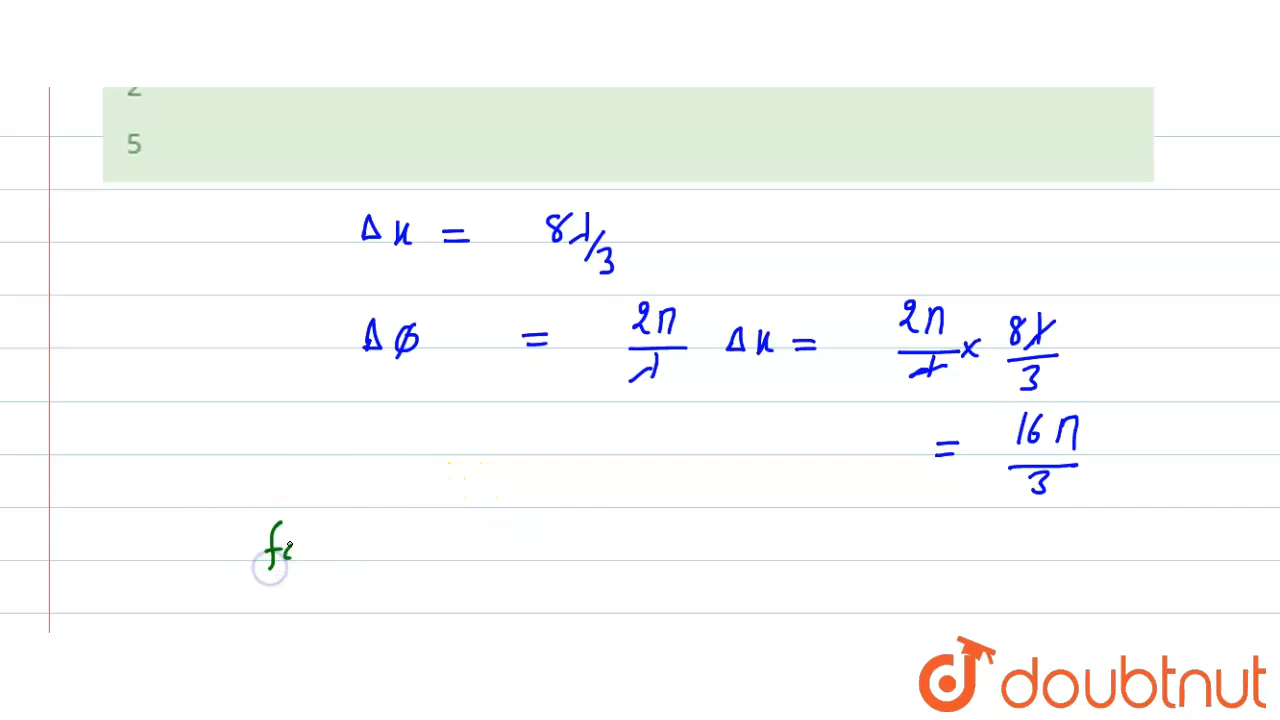 5
Δx = 8λ/3
Δφ = 2π/λ Δx = 2π/λ × 8λ/3
= 16π/3
doubtnut